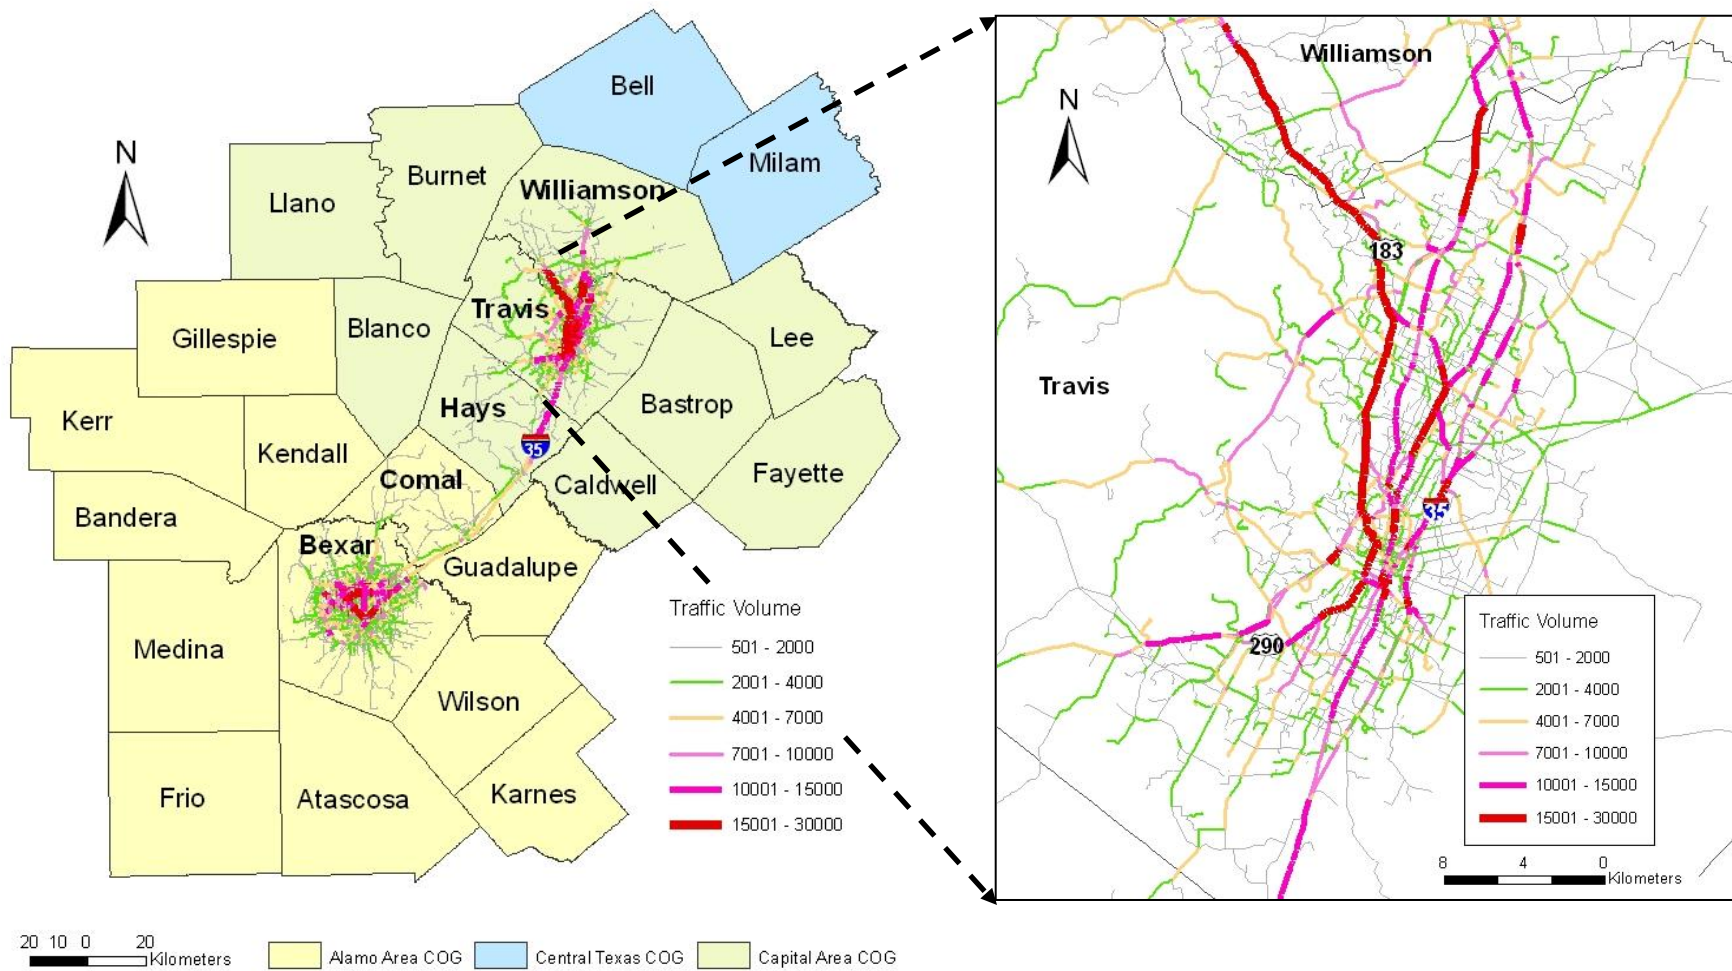 Bell
Milam
N
Burnet
Williamson
Llano
Travis
Blanco
Gillespie
Lee
Kerr
Hays
Bastrop
Kendall
35
Comal
Caldwell
Fayette
Bandera
Bexar
Guadalupe
Medina
Wilson
Frio
Atascosa
Karnes
Traffic Volume
501 - 2000
2001 - 4000
4001 - 7000
7001 - 10000
10001 - 15000
15001 - 30000
20 10 0 20
Kilometers
Alamo Area COG
Central Texas COG
Capital Area COG
Williamson
N
183
Travis
35
290
Traffic Volume
501 - 2000
2001 - 4000
4001 - 7000
7001 - 10000
10001 - 15000
15001 - 30000
8 4 0
Kilometers